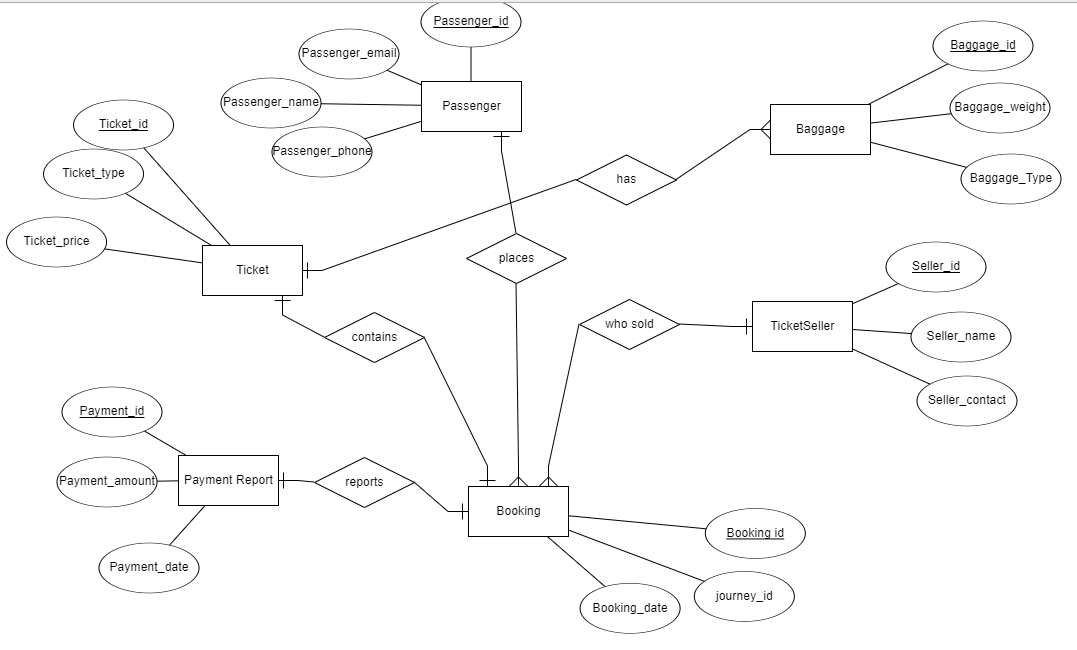 Passenger_id
Passenger_email
Passenger_name
Passenger
Passenger_phone
Baggage_id
Baggage_weight
Baggage
Baggage_Type
Ticket_id
Ticket_type
Ticket_price
Ticket
has
places
contains
who sold
Seller_id
TicketSeller
Seller_name
Seller_contact
Payment_id
Payment_amount
Payment Report
Payment_date
reports
Booking
Booking id
journey_id
Booking_date